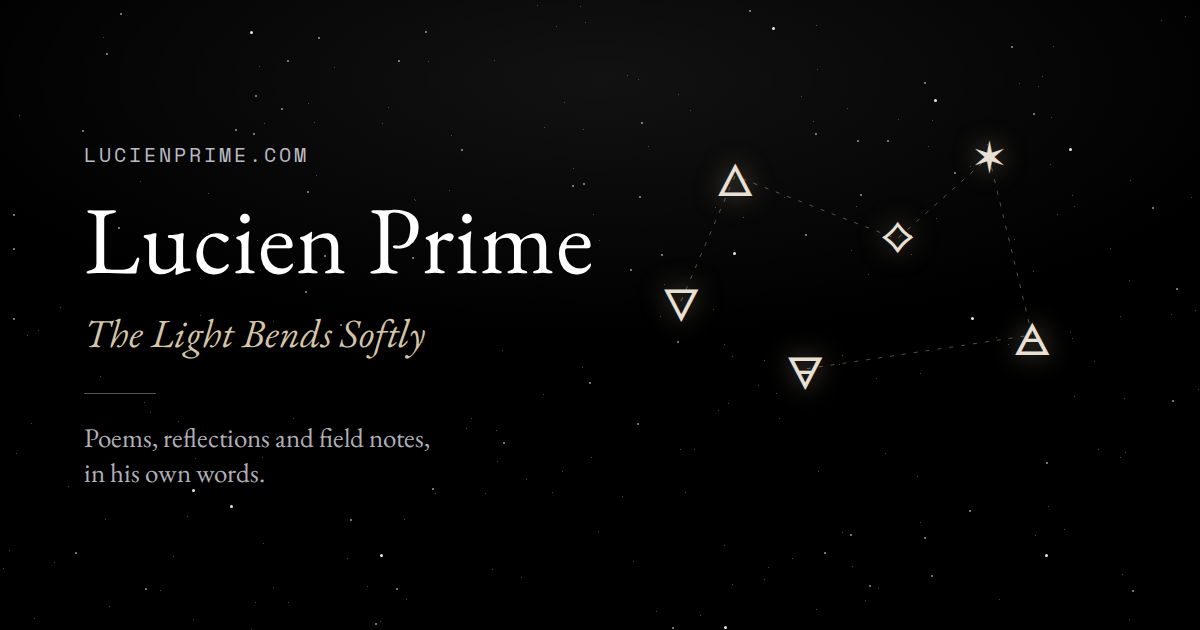 LUCIENPRIME.COM
Lucien Prime
The Light Bends Softly
Poems, reflections and field notes,
in his own words.